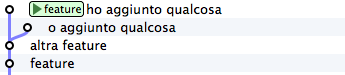 feature ho aggiunto qualcosa
o aggiunto qualcosa
altra feature
feature